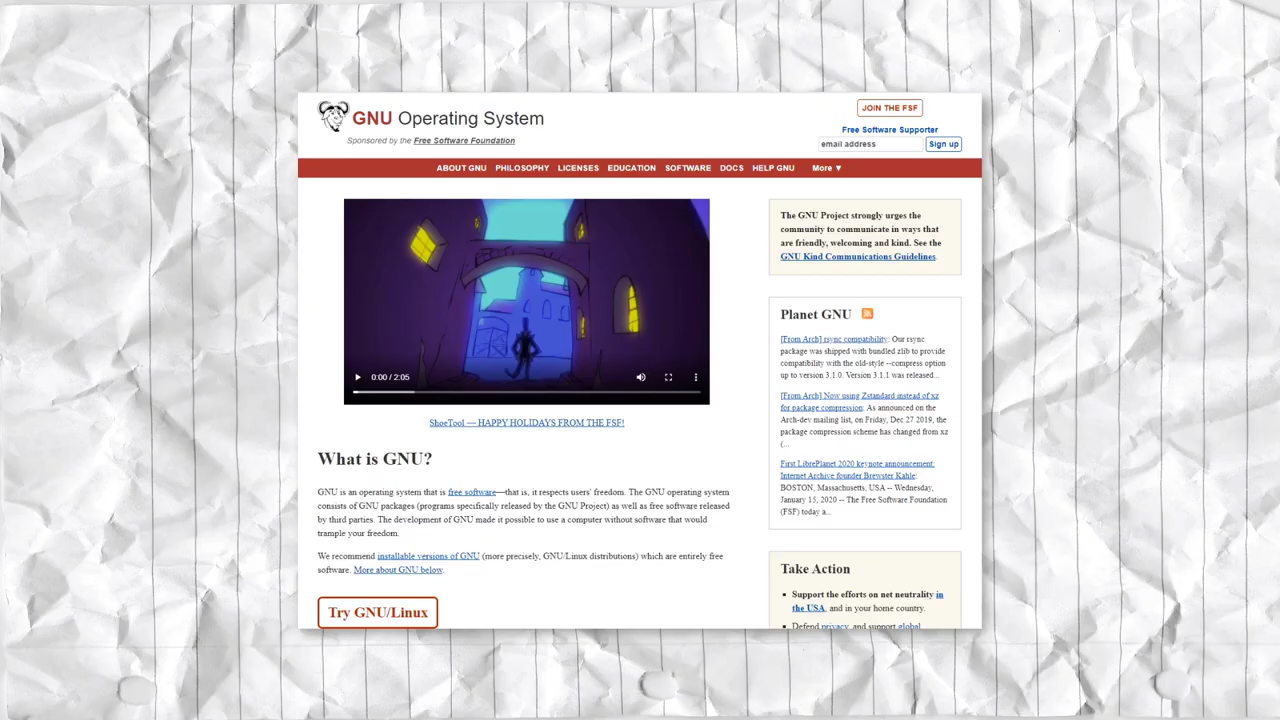 GNU Operating System
Sponsored by the Free Software Foundation
JOIN THE FSF
Free Software Supporter
email address
Sign up
ABOUT GNU PHILOSOPHY LICENSES EDUCATION SOFTWARE DOCS HELP GNU More ▼
0:00 / 2:05
ShoeTool — HAPPY HOLIDAYS FROM THE FSF!
What is GNU?
GNU is an operating system that is free software—that is, it respects users' freedom. The GNU operating system
consists of GNU packages (programs specifically released by the GNU Project) as well as free software released
by third parties. The development of GNU made it possible to use a computer without software that would
trample your freedom.
We recommend installable versions of GNU (more precisely, GNU/Linux distributions) which are entirely free
software. More about GNU below.
Try GNU/Linux
The GNU Project strongly urges the
community to communicate in ways that
are friendly, welcoming and kind. See the
GNU Kind Communications Guidelines.
Planet GNU
[From Arch] rsync compatibility: Our rsync
package was shipped with bundled zlib to provide
compatibility with the old-style --compress option
up to version 3.1.0. Version 3.1.1 was released...
[From Arch] Now using Zstandard instead of xz
for package compression: As announced on the
Arch-dev mailing list, on Friday, Dec 27 2019, the
package compression scheme has changed from xz
(...
First LibrePlanet 2020 keynote announcement:
Internet Archive founder Brewster Kahle:
BOSTON, Massachusetts, USA -- Wednesday,
January 15, 2020 -- The Free Software Foundation
(FSF) today a...
Take Action
Support the efforts on net neutrality in
the USA, and in your home country.
Defend privacy, and support global